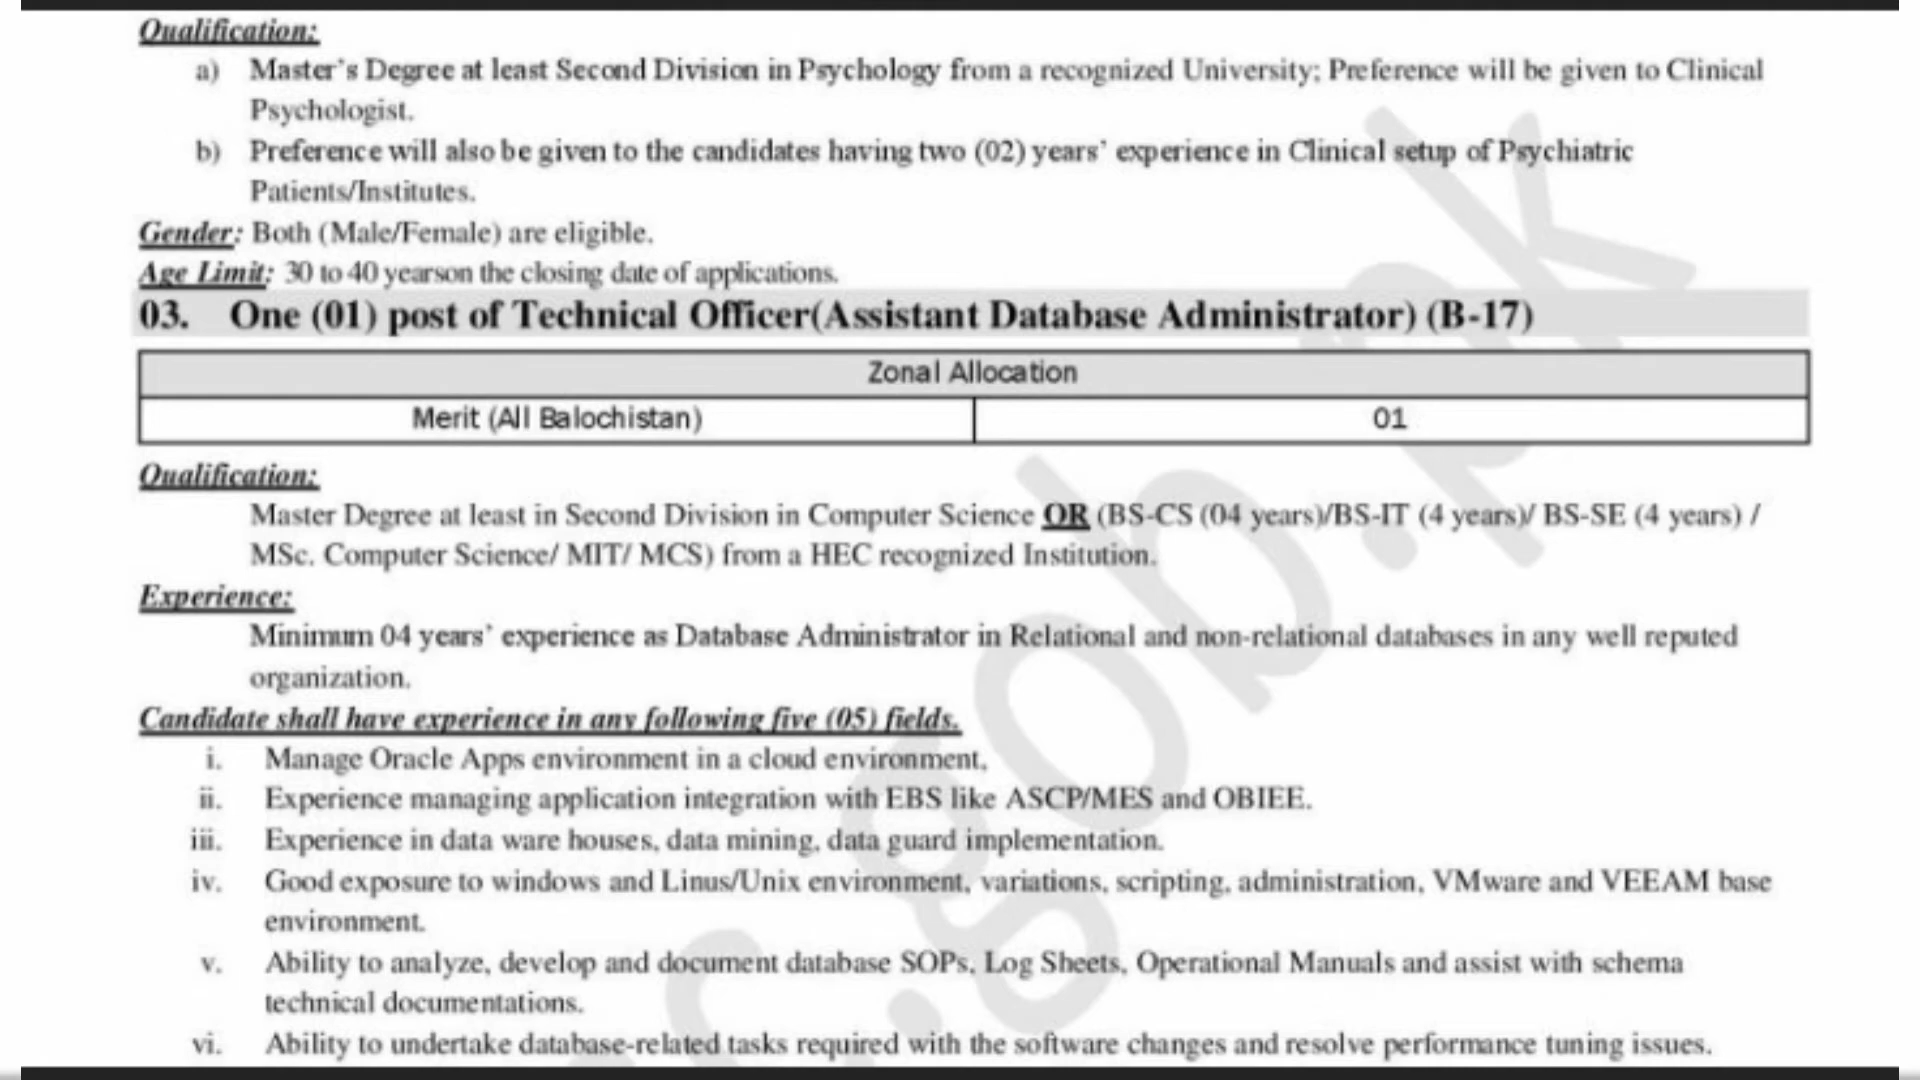 Qualification:
a) Master's Degree at least Second Division in Psychology from a recognized University; Preference will be given to Clinical
Psychologist.
b) Preference will also be given to the candidates having two (02) years' experience in Clinical setup of Psychiatric
Patients/Institutes.
Gender: Both (Male/Female) are eligible.
Age Limit: 30 to 40 yearson the closing date of applications.
03. One (01) post of Technical Officer(Assistant Database Administrator) (B-17)
Zonal Allocation
Merit (All Balochistan) 01
Qualification:
Master Degree at least in Second Division in Computer Science OR (BS-CS (04 years)/BS-IT (4 years)/ BS-SE (4 years) /
MSc. Computer Science/ MIT/ MCS) from a HEC recognized Institution.
Experience:
Minimum 04 years' experience as Database Administrator in Relational and non-relational databases in any well reputed
organization.
Candidate shall have experience in any following five (05) fields.
i. Manage Oracle Apps environment in a cloud environment,
ii. Experience managing application integration with EBS like ASCP/MES and OBIEE.
iii. Experience in data ware houses, data mining, data guard implementation.
iv. Good exposure to windows and Linus/Unix environment, variations, scripting, administration, VMware and VEEAM base
environment.
v. Ability to analyze, develop and document database SOPs, Log Sheets, Operational Manuals and assist with schema
technical documentations.
vi. Ability to undertake database-related tasks required with the software changes and resolve performance tuning issues.